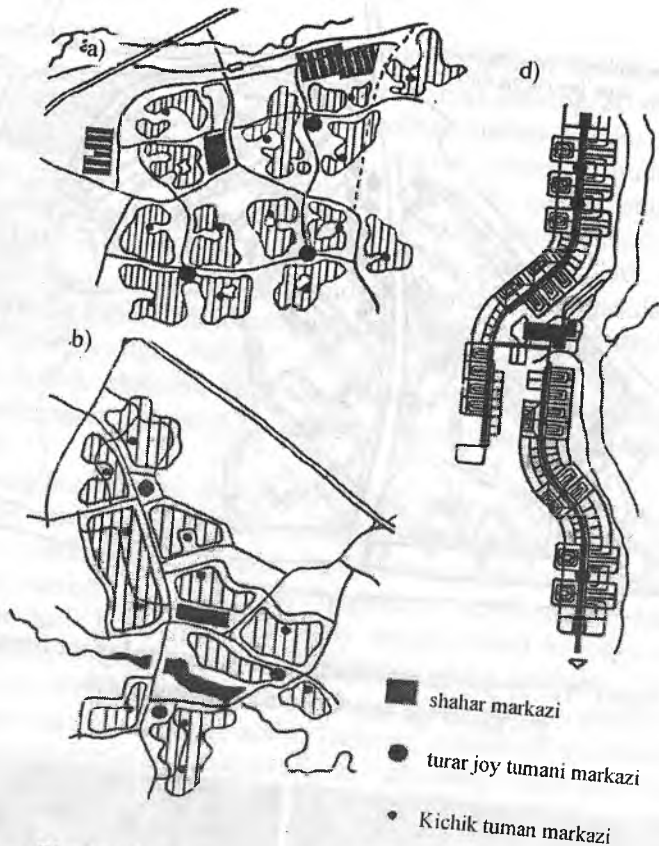 a)
d)
b)
shahar markazi
turar joy tumani markazi
Kichik tuman markazi